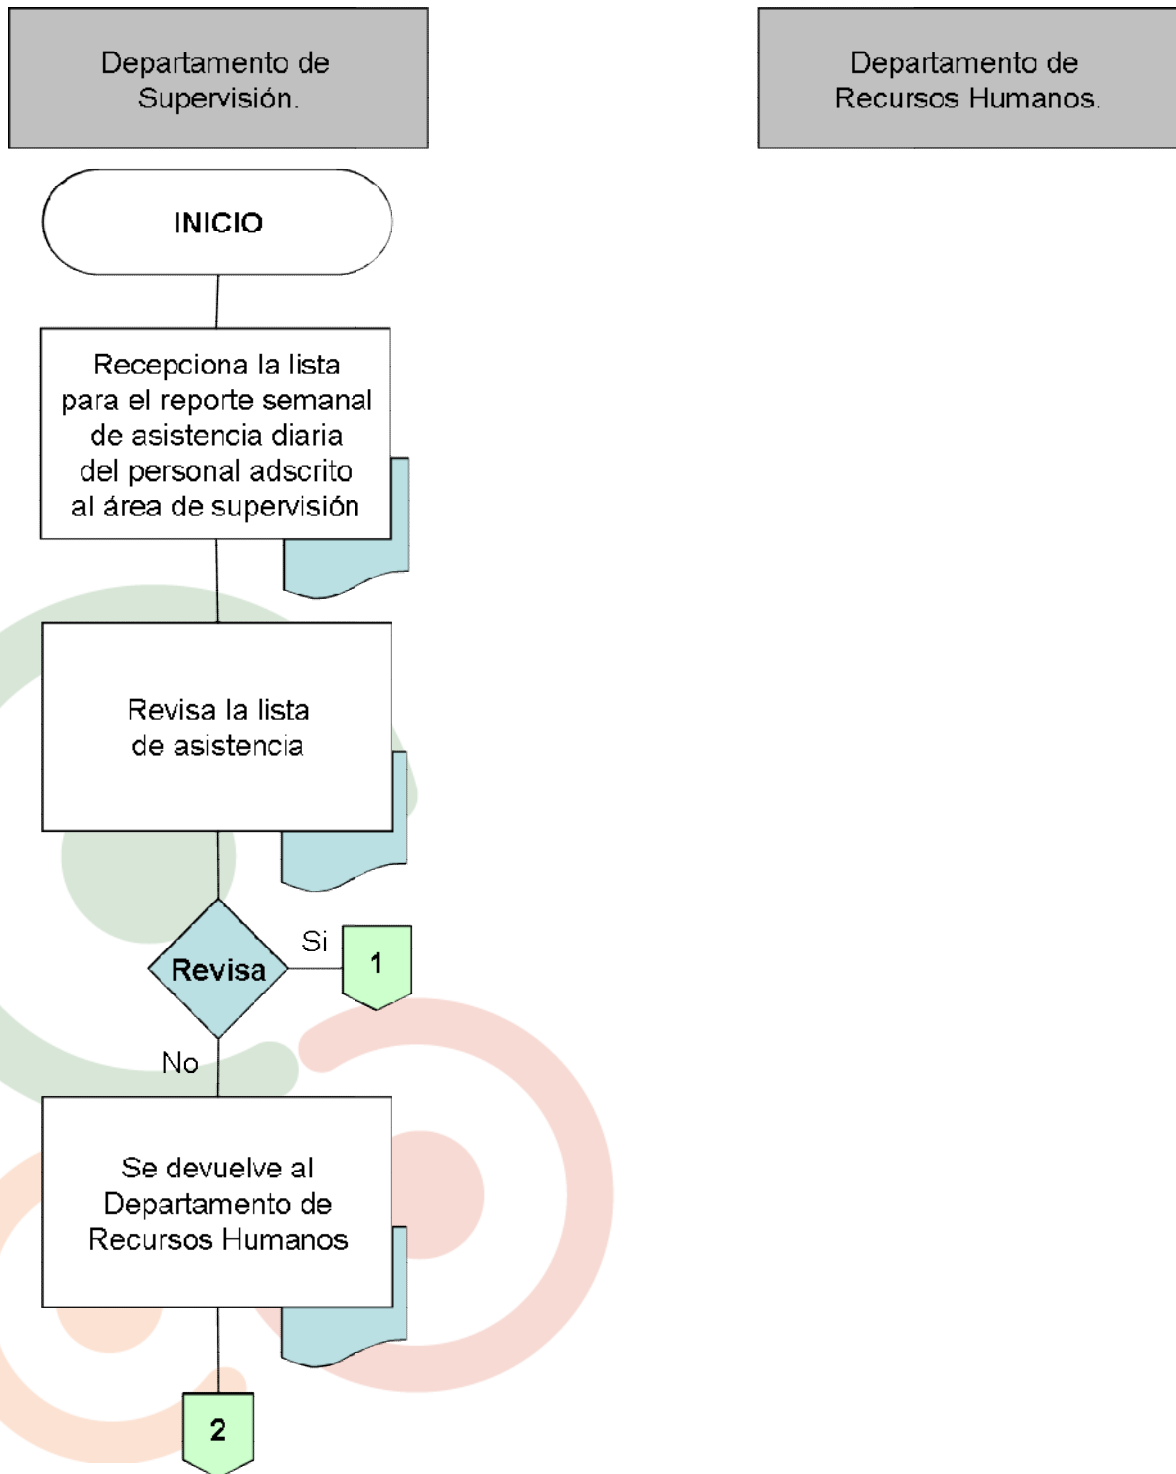 Departamento de
Supervisión.
Departamento de
Recursos Humanos.
INICIO
Recepciona la lista
para el reporte semanal
de asistencia diaria
del personal adscrito
al área de supervisión
Revisa la lista
de asistencia
Revisa
Si
1
No
Se devuelve al
Departamento de
Recursos Humanos
2